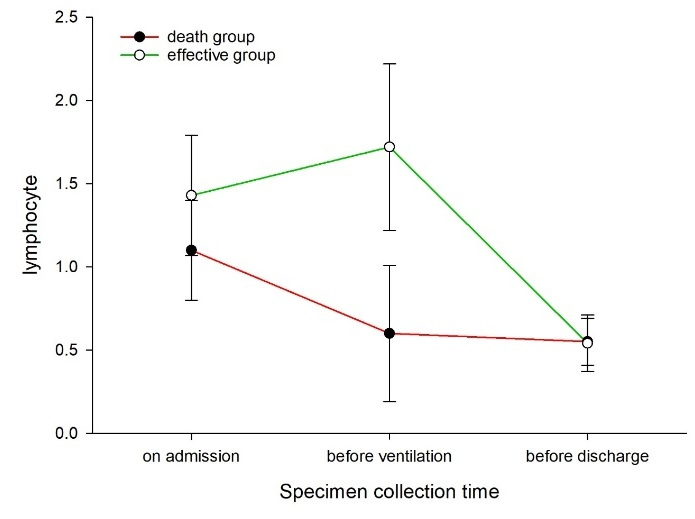 death group
effective group
2.5
2.0
1.5
1.0
0.5
0.0
lymphocyte
on admission
before ventilation
before discharge
Specimen collection time